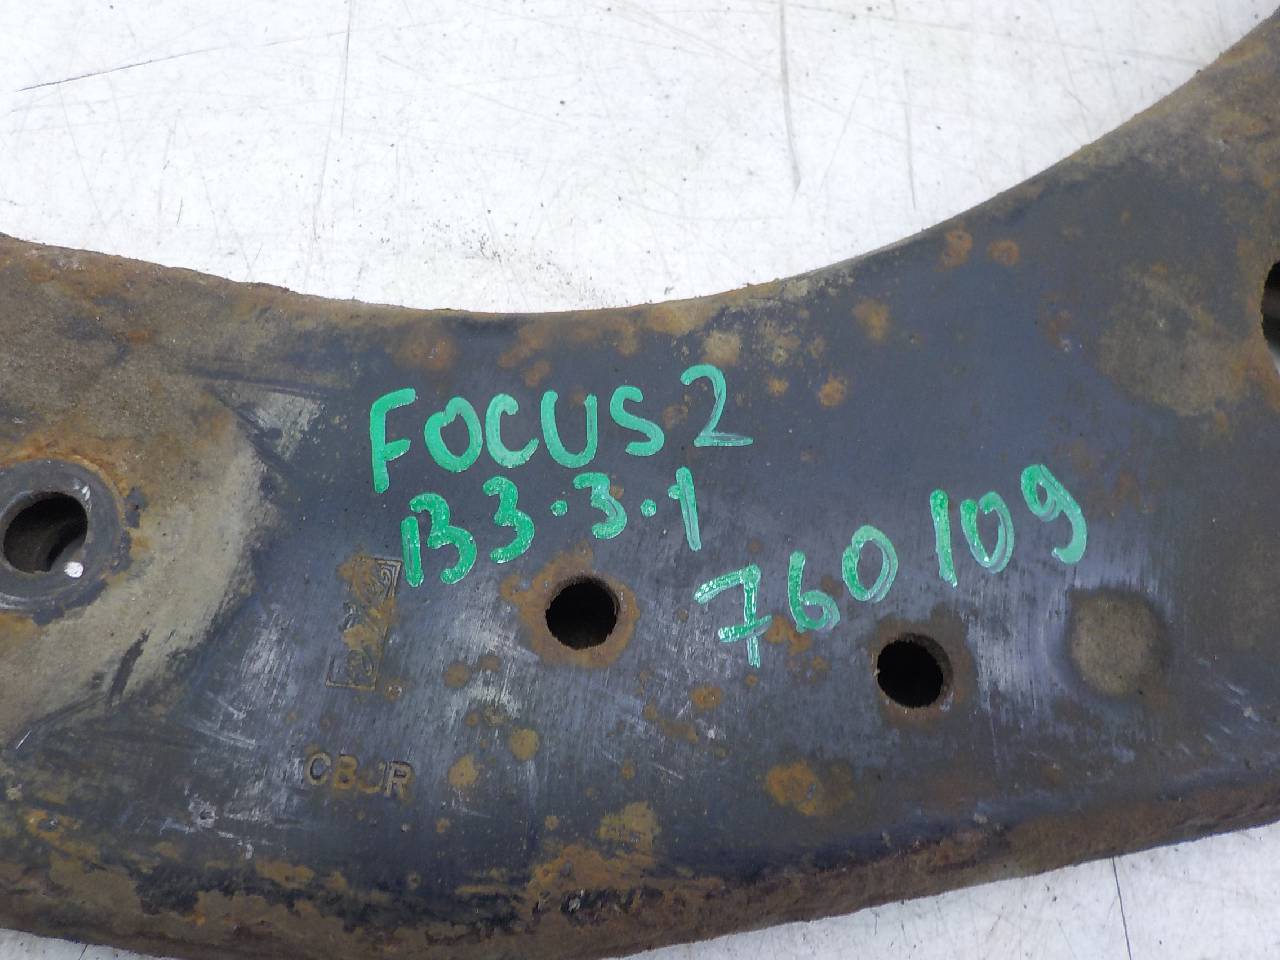 FOCUS 2
B3.3.1
760109
CBJR